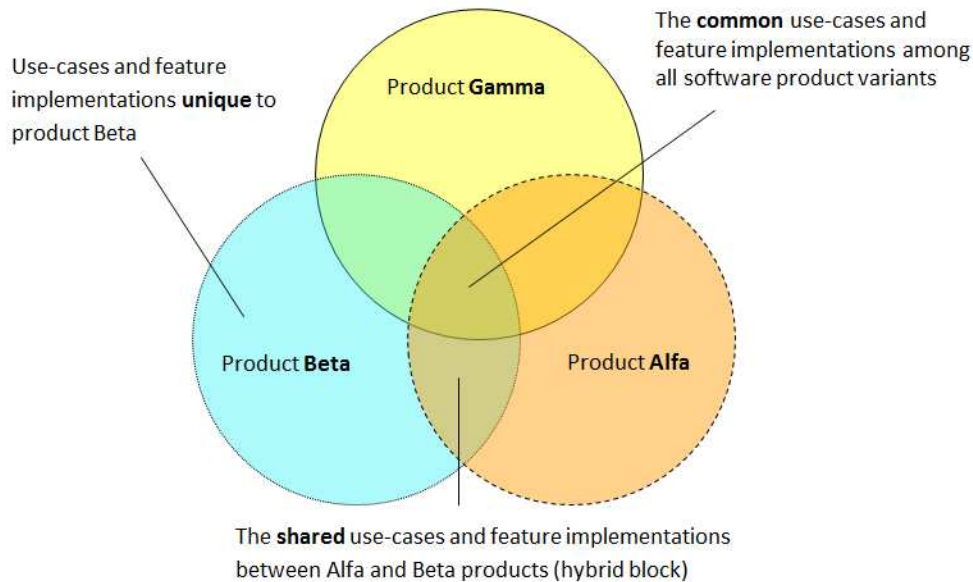 The common use-cases and
feature implementations among
all software product variants
Use-cases and feature
implementations unique to
product Beta
Product Gamma
Product Beta
Product Alfa
The shared use-cases and feature implementations
between Alfa and Beta products (hybrid block)